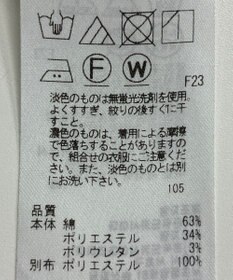 F
W
F23
淡色のものは無蛍光洗剤を使用。
よくすすぎ、絞りの後すぐに干
すこと。
濃色のものは、着用による摩擦
で色落ちすることがありますの
で、組合せの衣服にご注意くだ
さい。また、淡色のものとは別
にお洗い下さい。
105
品質
本体 綿 63%
ポリエステル 34%
ポリウレタン 3%
別布 ポリエステル 100%